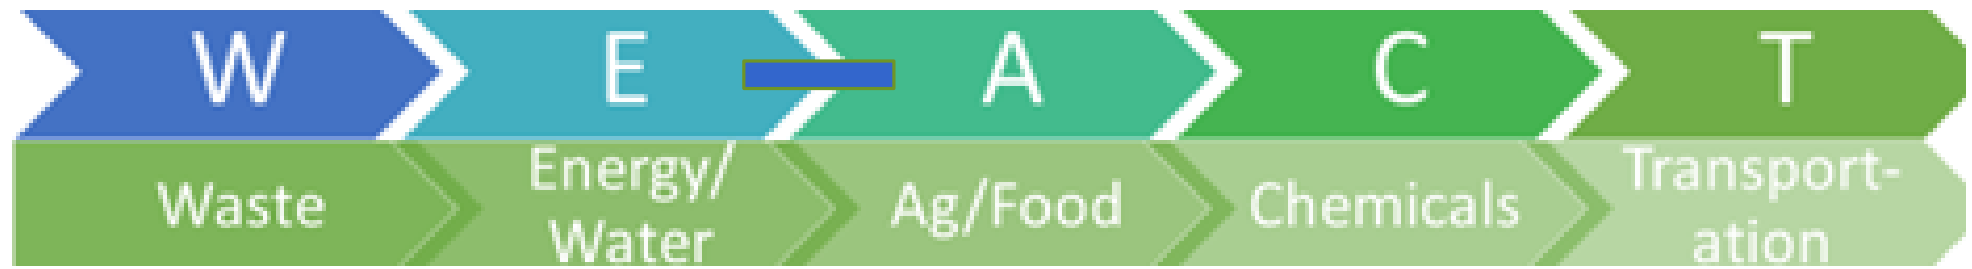 W E A C T
Waste Energy/ Ag/Food Chemicals Transport-
Water ation